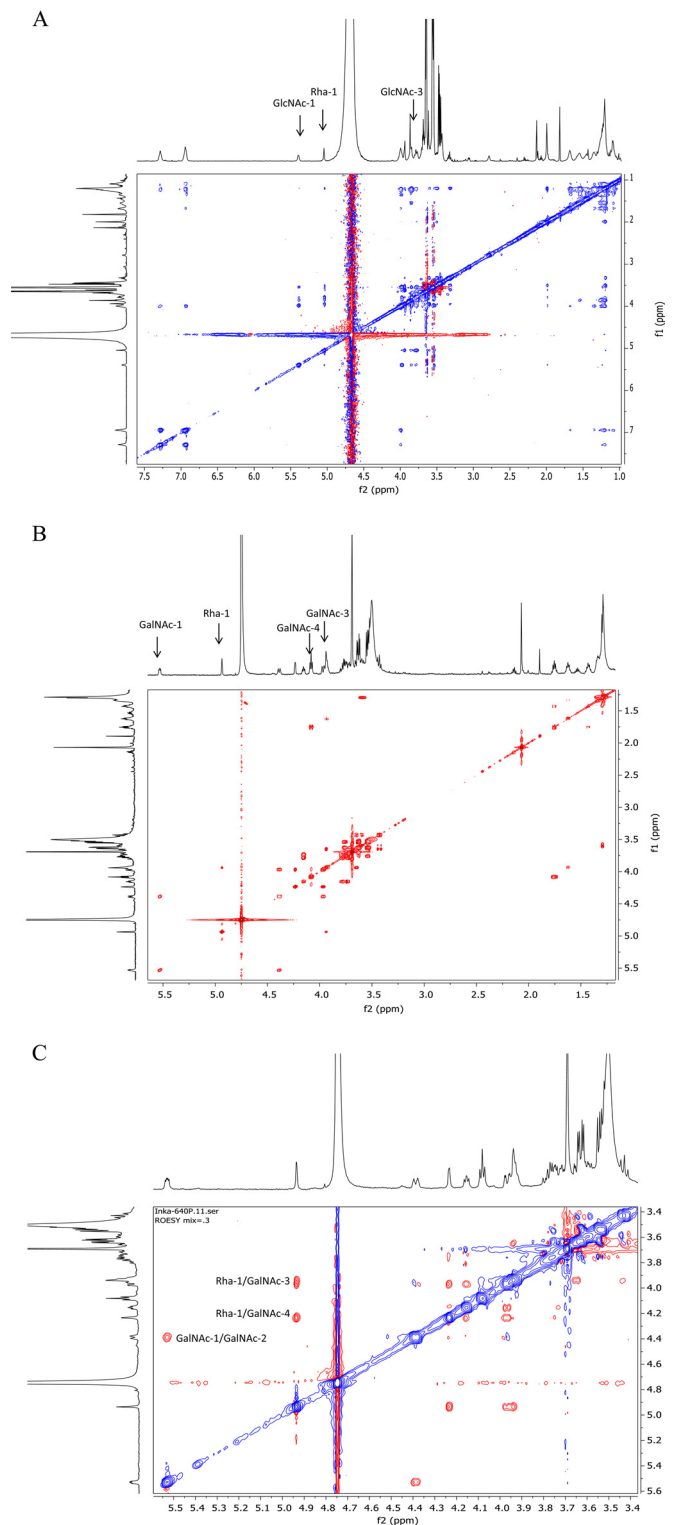 A
GlcNAc-1
Rha-1
GlcNAc-3
1
2
3
4
5
6
7
f1 (ppm)
7.5 7.0 6.5 6.0 5.5 5.0 4.5 4.0 3.5 3.0 2.5 2.0 1.5 1.0
f2 (ppm)
B
GalNAc-1
Rha-1
GalNAc-4
GalNAc-3
1.5
2.0
2.5
3.0
3.5
4.0
4.5
5.0
5.5
f1 (ppm)
5.5 5.0 4.5 4.0 3.5 3.0 2.5 2.0 1.5
f2 (ppm)
C
Inka-640P.11.ser
ROESY mix=.3
Rha-1/GalNAc-3
Rha-1/GalNAc-4
GalNAc-1/GalNAc-2
3.4
3.6
3.8
4.0
4.2
4.4
4.6
4.8
5.0
5.2
5.4
5.6
f1 (ppm)
5.5 5.4 5.3 5.2 5.1 5.0 4.9 4.8 4.7 4.6 4.5 4.4 4.3 4.2 4.1 4.0 3.9 3.8 3.7 3.6 3.5 3.4
f2 (ppm)